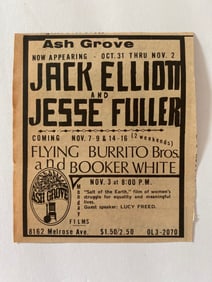 Ash Grove
NOW APPEARING - OCT. 31 THRU NOV. 2
JACK ELLIOTT
AND
JESSE FULLER
COMING NOV. 7-9 & 14-16 (2 weekends)
FLYING BURRITO Bros.
and BOOKER WHITE
NOV. 3 at 8:00 P.M.
"Salt of the Earth," film of women's
struggle for equality and meaningful
lives.
Guest speaker: LUCY FREED.
ASH GROVE
MONDAY
FILMS
8162 Melrose Ave. $1.50/2.50 OL3-2070